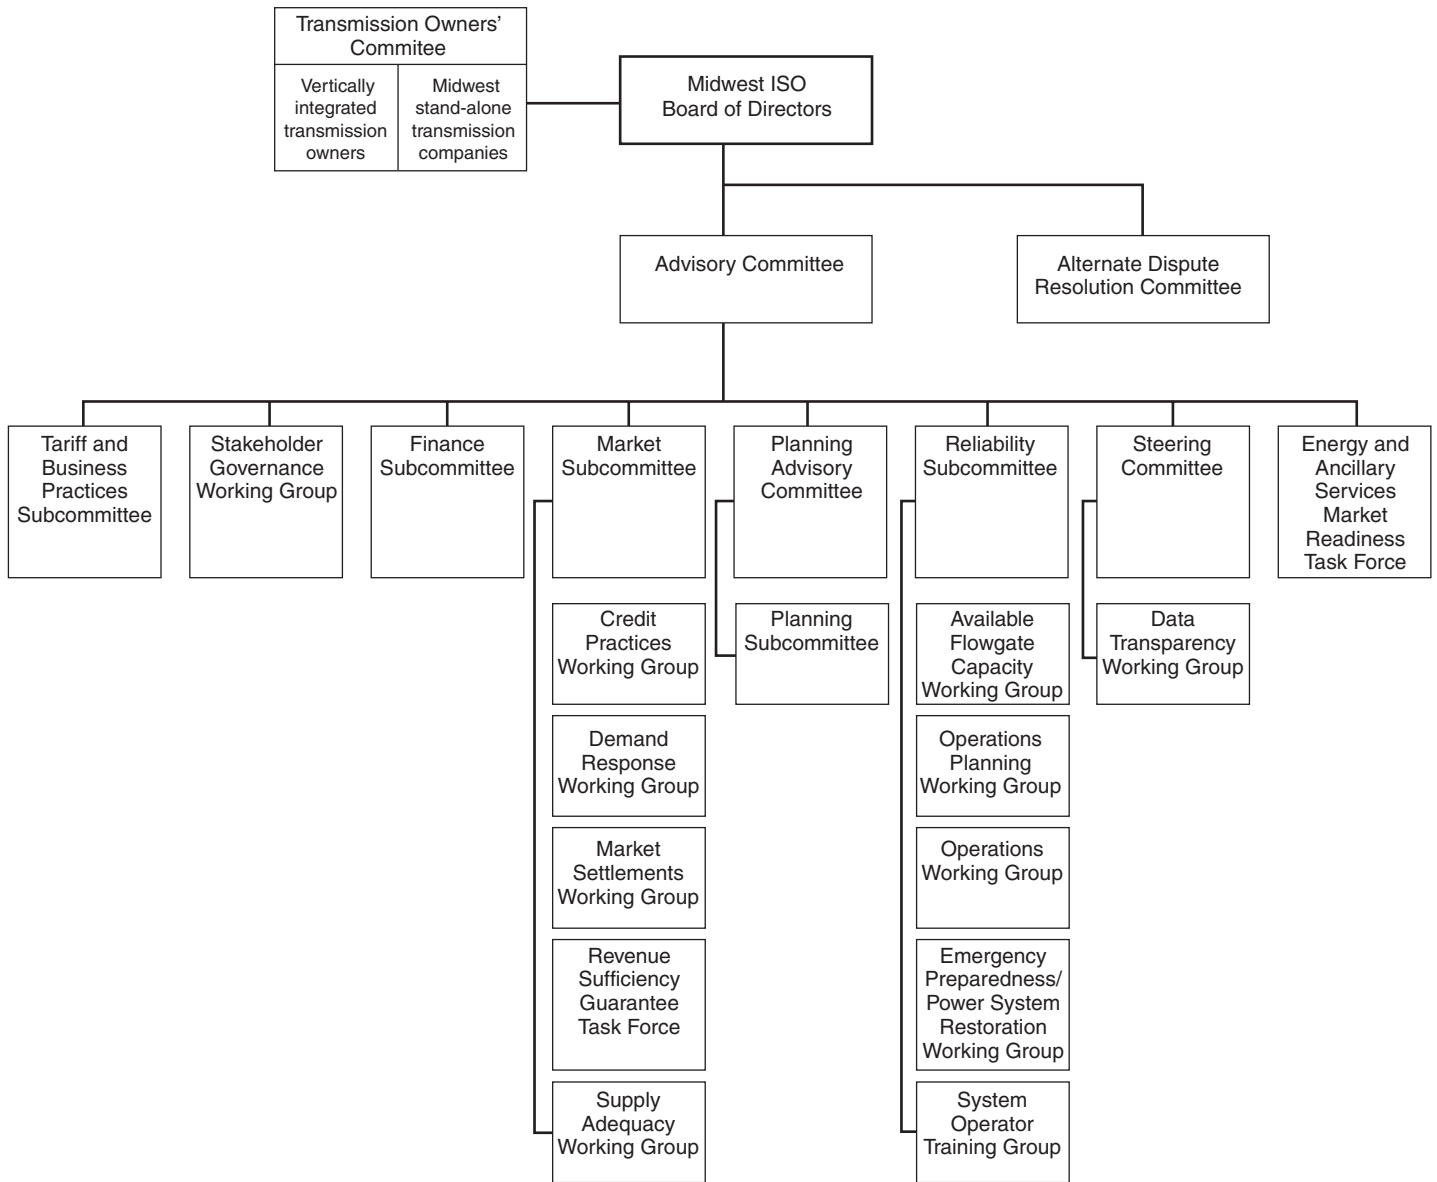 Transmission Owners’
Commitee
Vertically
integrated
transmission
owners
Midwest
stand-alone
transmission
companies
Midwest ISO
Board of Directors
Advisory Committee
Alternate Dispute
Resolution Committee
Tariff and
Business
Practices
Subcommittee
Stakeholder
Governance
Working Group
Finance
Subcommittee
Market
Subcommittee
Planning
Advisory
Committee
Reliability
Subcommittee
Steering
Committee
Energy and
Ancillary
Services
Market
Readiness
Task Force
Credit
Practices
Working Group
Demand
Response
Working Group
Market
Settlements
Working Group
Revenue
Sufficiency
Guarantee
Task Force
Supply
Adequacy
Working Group
Planning
Subcommittee
Available
Flowgate
Capacity
Working Group
Operations
Planning
Working Group
Operations
Working Group
Emergency
Preparedness/
Power System
Restoration
Working Group
System
Operator
Training Group
Data
Transparency
Working Group